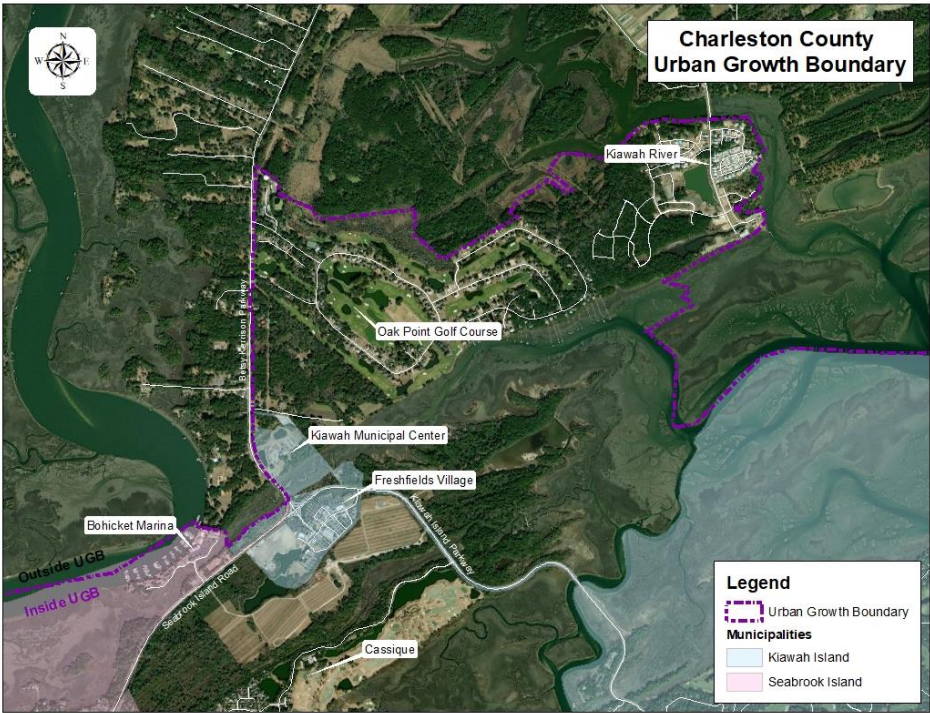 N
W E
S
Charleston County
Urban Growth Boundary
Kiawah River
Betsy Kerrison Parkway
Oak Point Golf Course
Kiawah Municipal Center
Freshfields Village
Bohicket Marina
Kiawah Island Parkway
Outside UGB
Inside UGB
Seabrook Island Road
Cassique
Legend
Urban Growth Boundary
Municipalities
Kiawah Island
Seabrook Island